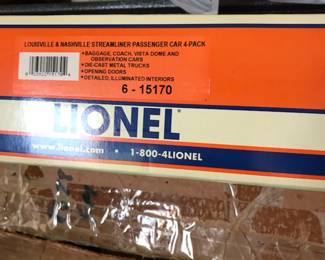 LOUISVILLE & NASHVILLE STREAMLINER PASSENGER CAR 4-PACK
• BAGGAGE, COACH, VISTA DOME AND
OBSERVATION CARS
• DIE-CAST METAL TRUCKS
• OPENING DOORS
• DETAILED, ILLUMINATED INTERIORS
6 - 15170
LIONEL
www.lionel.com • 1-800-4LIONEL